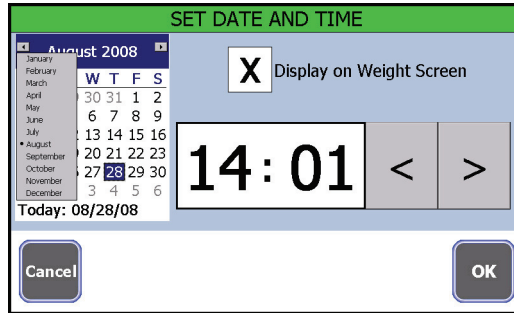 SET DATE AND TIME
August 2008
January
February
March
April
May
June
July
• August
September
October
November
December
W T F S
30 31 1 2
6 7 8 9
13 14 15 16
20 21 22 23
27 28 29 30
3 4 5 6
Today: 08/28/08
X Display on Weight Screen
14:01 < >
Cancel
OK